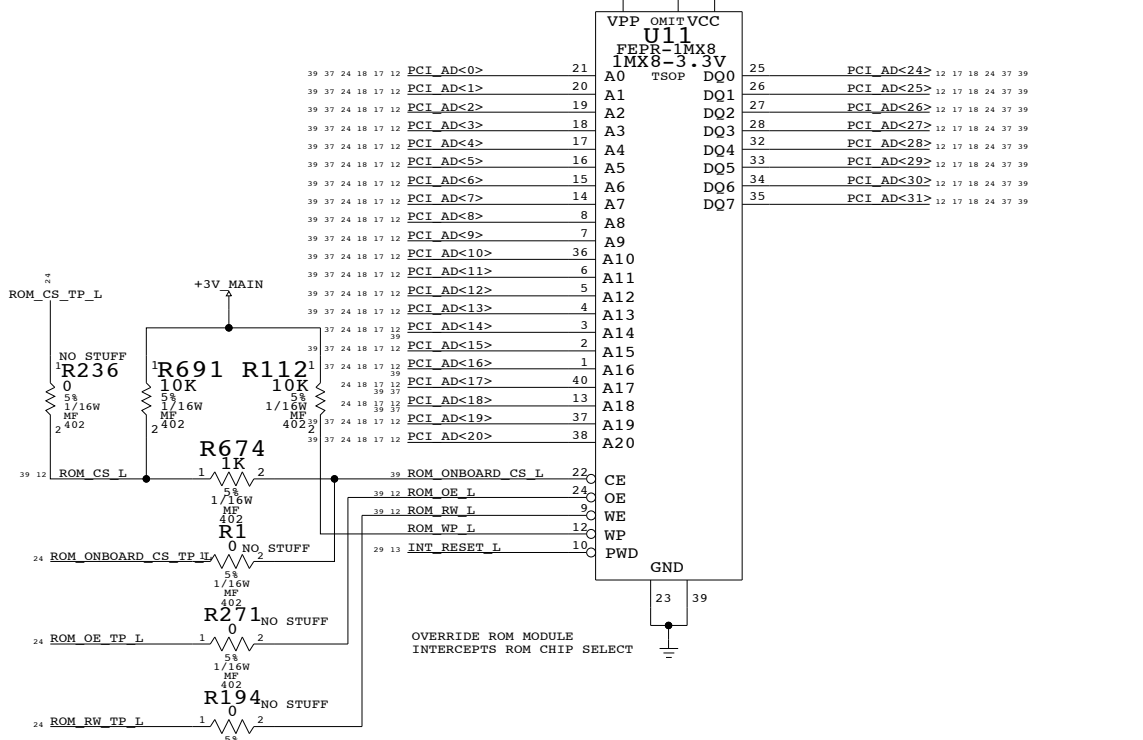 VPP OMIT VCC
U11
FEPR-1MX8
1MX8-3.3V
TSOP
39 37 24 18 17 12 PCI_AD<0> 21 A0 DQ0 25 PCI_AD<24> 12 17 18 24 37 39
39 37 24 18 17 12 PCI_AD<1> 20 A1 DQ1 26 PCI_AD<25> 12 17 18 24 37 39
39 37 24 18 17 12 PCI_AD<2> 19 A2 DQ2 27 PCI_AD<26> 12 17 18 24 37 39
39 37 24 18 17 12 PCI_AD<3> 18 A3 DQ3 28 PCI_AD<27> 12 17 18 24 37 39
39 37 24 18 17 12 PCI_AD<4> 17 A4 DQ4 32 PCI_AD<28> 12 17 18 24 37 39
39 37 24 18 17 12 PCI_AD<5> 16 A5 DQ5 33 PCI_AD<29> 12 17 18 24 37 39
39 37 24 18 17 12 PCI_AD<6> 15 A6 DQ6 34 PCI_AD<30> 12 17 18 24 37 39
39 37 24 18 17 12 PCI_AD<7> 14 A7 DQ7 35 PCI_AD<31> 12 17 18 24 37 39
39 37 24 18 17 12 PCI_AD<8> 8 A8
39 37 24 18 17 12 PCI_AD<9> 7 A9
39 37 24 18 17 12 PCI_AD<10> 36 A10
39 37 24 18 17 12 PCI_AD<11> 6 A11
39 37 24 18 17 12 PCI_AD<12> 5 A12
39 37 24 18 17 12 PCI_AD<13> 4 A13
37 24 18 17 12 PCI_AD<14> 3 A14
39
39 37 24 18 17 12 PCI_AD<15> 2 A15
37 24 18 17 12 PCI_AD<16> 1 A16
39
24 18 17 12 PCI_AD<17> 40 A17
39 37
24 18 17 12 PCI_AD<18> 13 A18
39 37
39 37 24 18 17 12 PCI_AD<19> 37 A19
39 37 24 18 17 12 PCI_AD<20> 38 A20
24
ROM_CS_TP_L
+3V_MAIN
NO STUFF
1 R236
0
5%
1/16W
MF
402
2
1 R691
10K
5%
1/16W
MF
402
2
R112 1
10K
5%
1/16W
MF
402
2
39 12 ROM_CS_L
R674
1 1K 2
5%
1/16W
MF
402
39 ROM_ONBOARD_CS_L 22 CE
39 12 ROM_OE_L 24 OE
39 12 ROM_RW_L 9 WE
ROM_WP_L 12 WP
29 13 INT_RESET_L 10 PWD
GND
23 39
R1
24 ROM_ONBOARD_CS_TP_L 1 0 2 NO STUFF
5%
1/16W
MF
402
R271 NO STUFF
24 ROM_OE_TP_L 1 0 2
5%
1/16W
MF
402
R194 NO STUFF
24 ROM_RW_TP_L 1 0 2
5%
OVERRIDE ROM MODULE
INTERCEPTS ROM CHIP SELECT